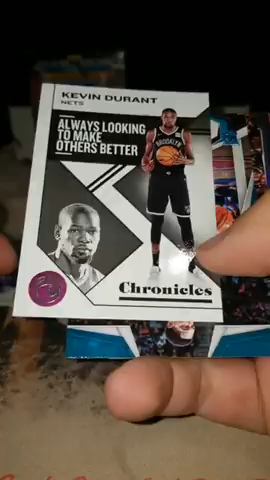 KEVIN DURANT
NETS
ALWAYS LOOKING
TO MAKE
OTHERS BETTER
BROOKLYN
Chronicles